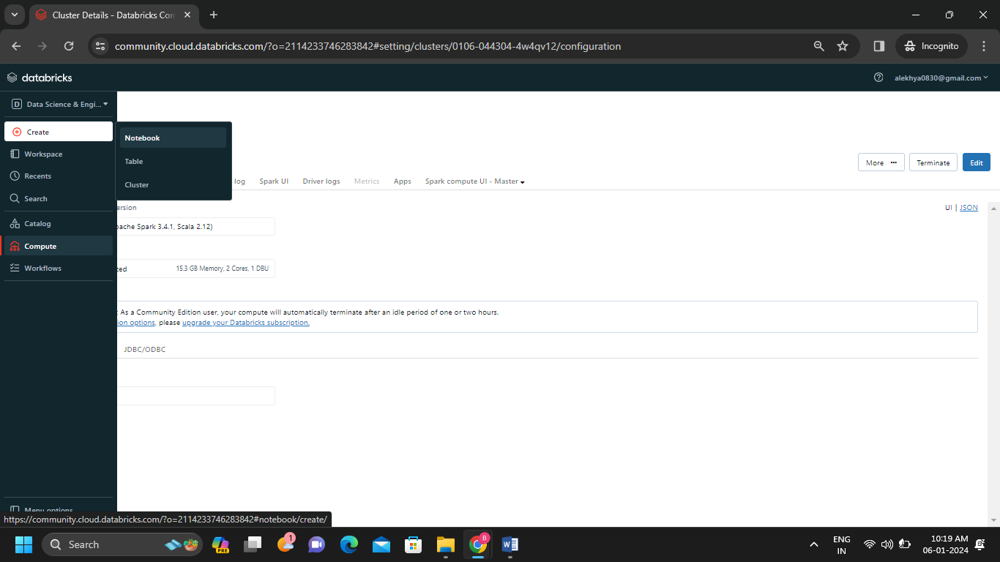 Cluster Details - Databricks Com
community.cloud.databricks.com/?o=2114233746283842#setting/clusters/0106-044304-4w4qv12/configuration
Incognito
databricks
alekhya0830@gmail.com
D Data Science & Engi...
Create
Notebook
Workspace
Table
More ···
Terminate
Edit
Recents
log
Spark UI
Driver logs
Metrics
Apps
Spark compute UI - Master
Cluster
Search
ersion
UI | JSON
Catalog
pache Spark 3.4.1, Scala 2.12)
Compute
Workflows
zed
15.3 GB Memory, 2 Cores, 1 DBU
: As a Community Edition user, your compute will automatically terminate after an idle period of one or two hours.
ion options, please upgrade your Databricks subscription.
JDBC/ODBC
Menu options
https://community.cloud.databricks.com/?o=2114233746283842#notebook/create/
Search
PRE
1
B
W
ENG
IN
10:19 AM
06-01-2024